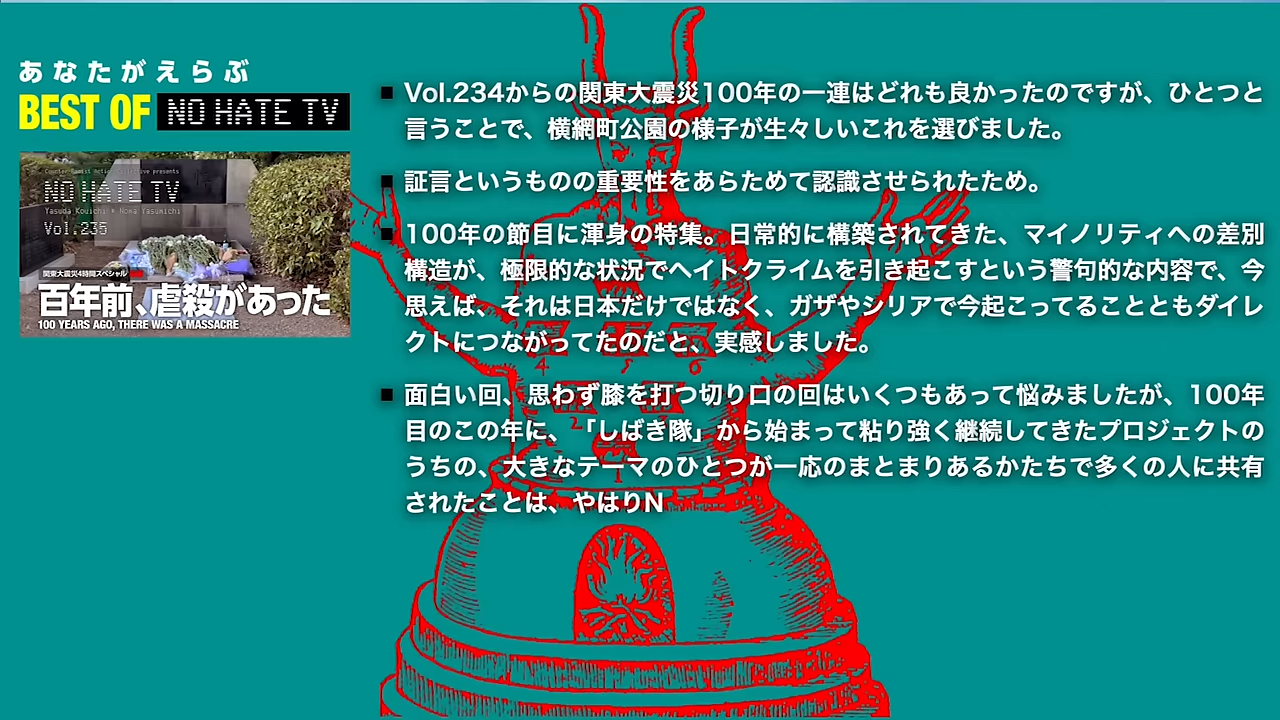 あなたがえらぶ
BEST OF NO HATE TV
Counter-Racist Action Collective presents
NO HATE TV
Yasuda Kouichi × Noma Yasumichi
Vol.235
関東大震災4時間スペシャル
百年前、虐殺があった
100 YEARS AGO, THERE WAS A MASSACRE
■ Vol.234からの関東大震災100年の一連はどれも良かったのですが、ひとつと
言うことで、横網町公園の様子が生々しいこれを選びました。
■ 証言というものの重要性をあらためて認識させられたため。
■ 100年の節目に渾身の特集。日常的に構築されてきた、マイノリティへの差別
構造が、極限的な状況でヘイトクライムを引き起こすという警句的な内容で、今
思えば、それは日本だけではなく、ガザやシリアで今起こってることともダイレ
クトにつながってたのだと、実感しました。
■ 面白い回、思わず膝を打つ切り口の回はいくつもあって悩みましたが、100年
目のこの年に、「しばき隊」から始まって粘り強く継続してきたプロジェクトの
うちの、大きなテーマのひとつが一応のまとまりあるかたちで多くの人に共有
されたことは、やはりN
4
5
6
2
1